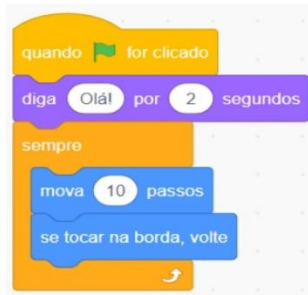 quando for clicado
diga Olá! por 2 segundos
sempre
mova 10 passos
se tocar na borda, volte